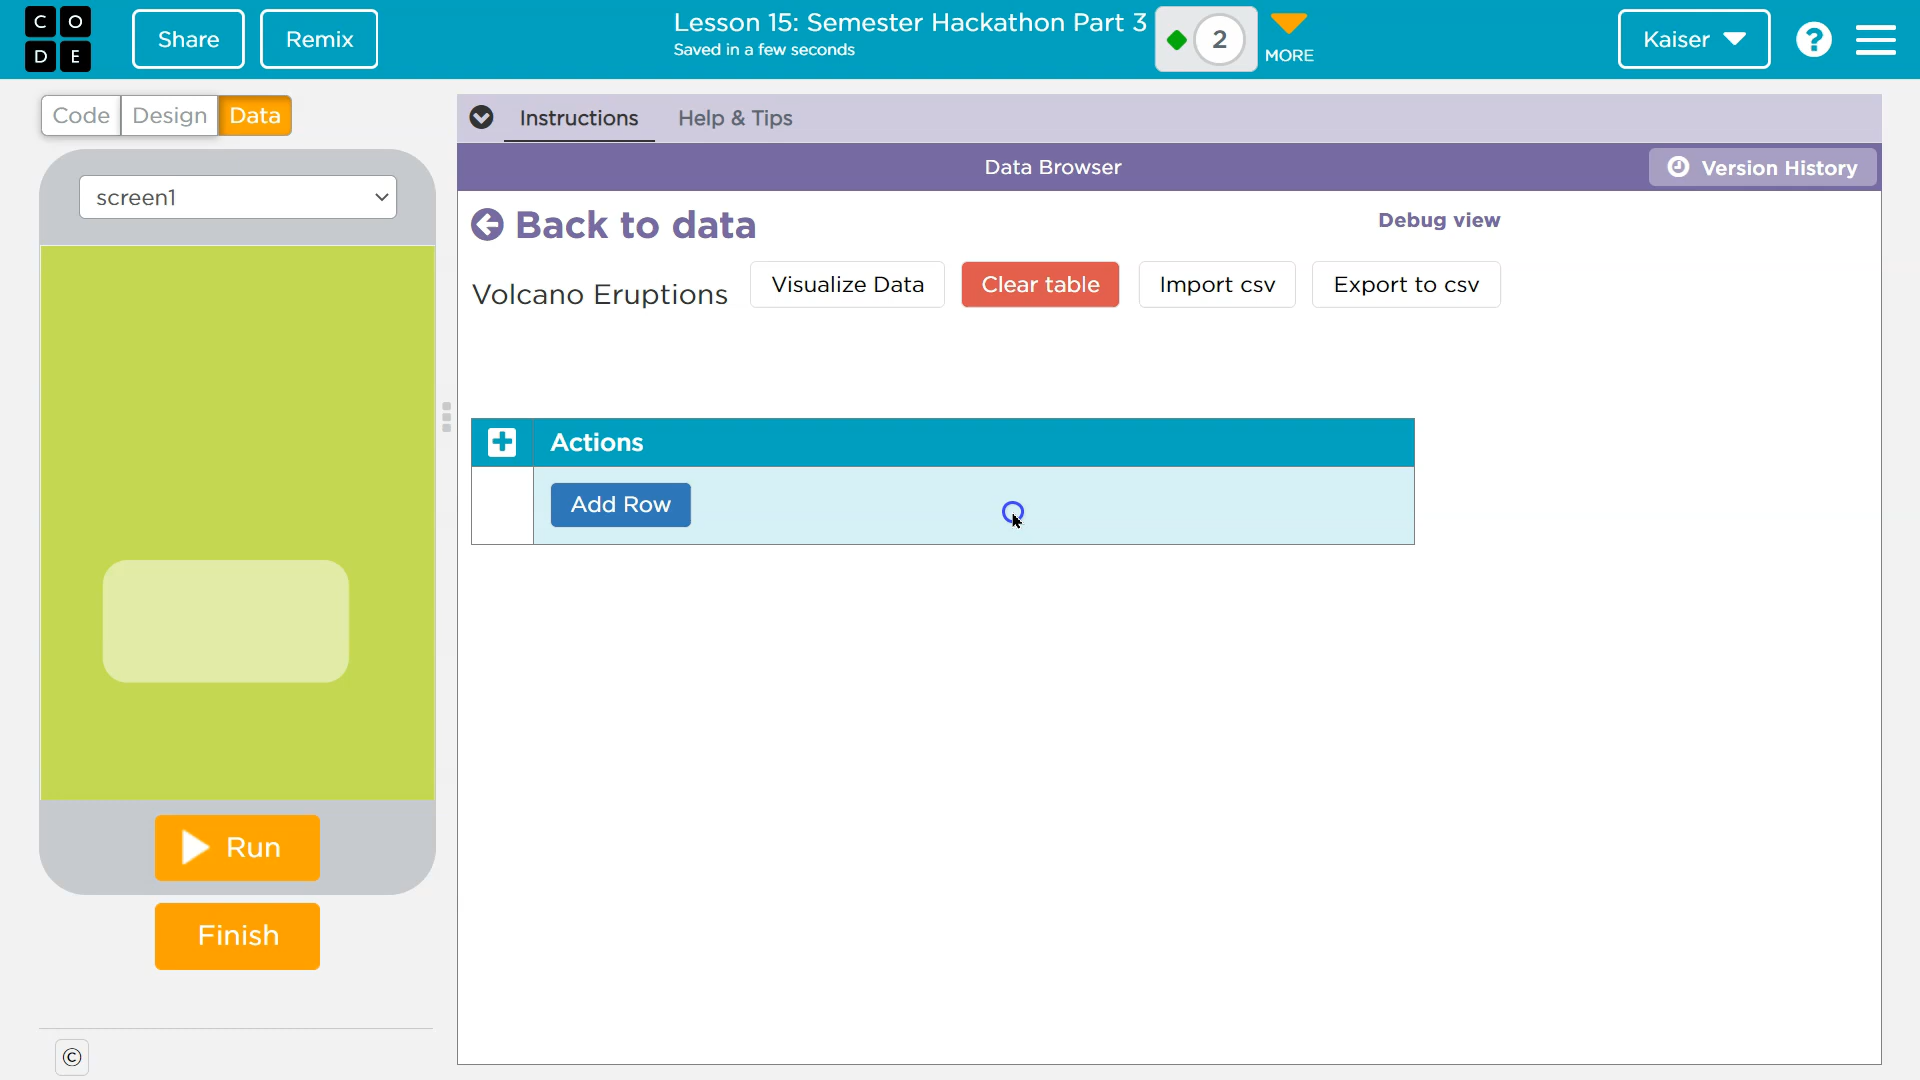 C O
D E
Share
Remix
Lesson 15: Semester Hackathon Part 3
Saved in a few seconds
2
MORE
Kaiser
?
Code
Design
Data
Instructions
Help & Tips
Data Browser
Version History
screen1
Back to data
Debug view
Volcano Eruptions
Visualize Data
Clear table
Import csv
Export to csv
Actions
Add Row
Run
Finish
©